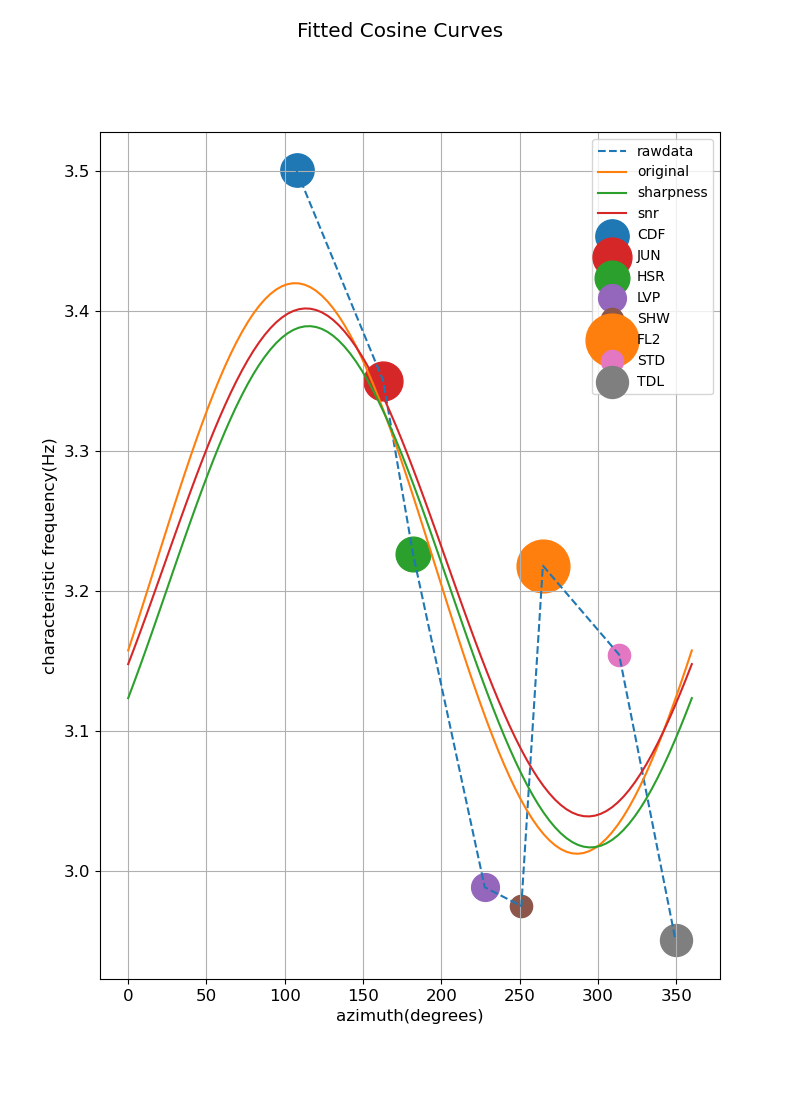 Fitted Cosine Curves
characteristic frequency(Hz)
3.5
3.4
3.3
3.2
3.1
3.0
rawdata
original
sharpness
snr
CDF
JUN
HSR
LVP
SHW
FL2
STD
TDL
0 50 100 150 200 250 300 350
azimuth(degrees)